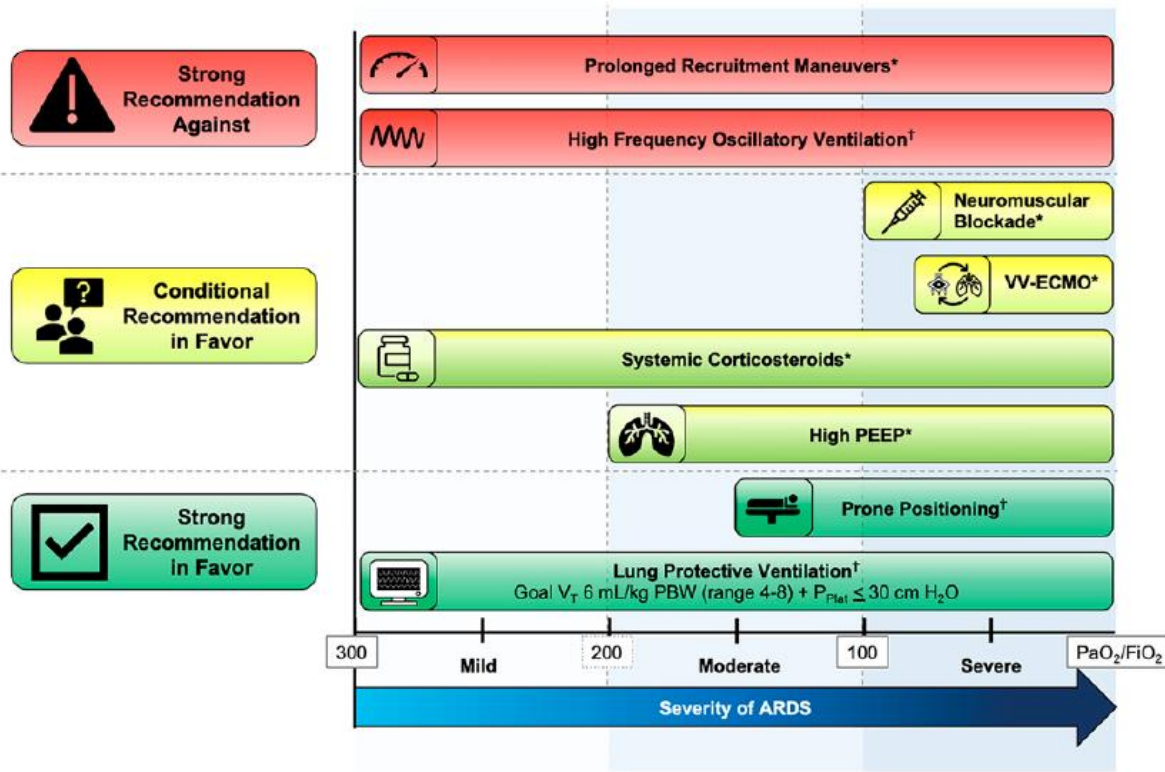 Strong
Recommendation
Against
Prolonged Recruitment Maneuvers*
High Frequency Oscillatory Ventilation†
Conditional
Recommendation
in Favor
?
Neuromuscular
Blockade*
VV-ECMO*
Systemic Corticosteroids*
High PEEP*
Strong
Recommendation
in Favor
Prone Positioning†
Lung Protective Ventilation†
Goal V_T 6 mL/kg PBW (range 4-8) + P_Plat ≤ 30 cm H₂O
300
200
100
PaO₂/FiO₂
Mild
Moderate
Severe
Severity of ARDS